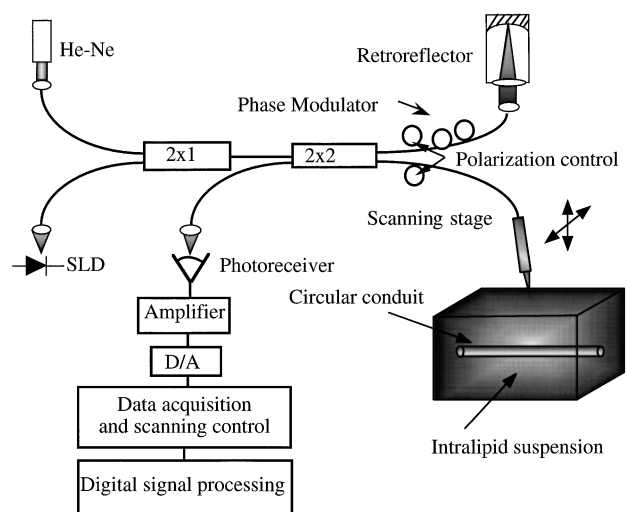 He-Ne
Retroreflector
Phase Modulator
2x1
2x2
Polarization control
Scanning stage
SLD
Photoreceiver
Circular conduit
Amplifier
D/A
Data acquisition
and scanning control
Intralipid suspension
Digital signal processing